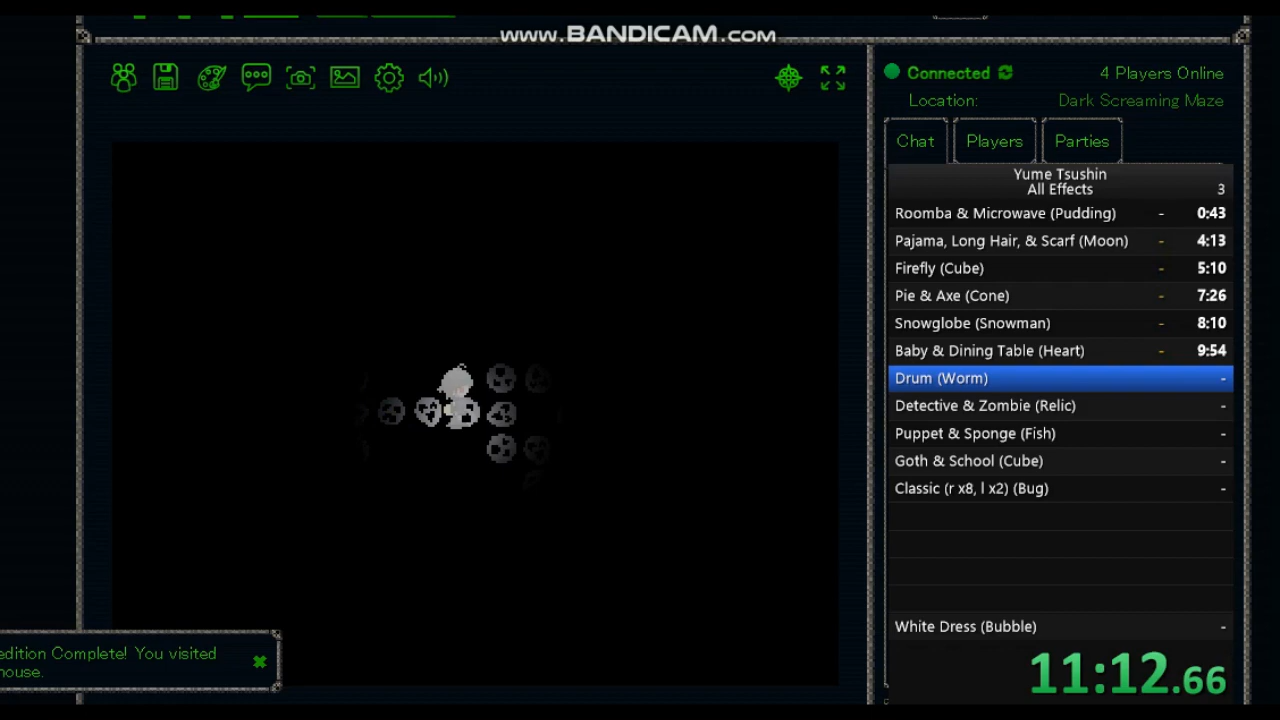 www.BANDICAM.com
Connected
4 Players Online
Location:
Dark Screaming Maze
Chat
Players
Parties
Yume Tsushin
All Effects
3
Roomba & Microwave (Pudding) - 0:43
Pajama, Long Hair, & Scarf (Moon) - 4:13
Firefly (Cube) - 5:10
Pie & Axe (Cone) - 7:26
Snowglobe (Snowman) - 8:10
Baby & Dining Table (Heart) - 9:54
Drum (Worm) -
Detective & Zombie (Relic) -
Puppet & Sponge (Fish) -
Goth & School (Cube) -
Classic (r x8, l x2) (Bug) -
White Dress (Bubble) -
11:12.66
edition Complete! You visited
house.